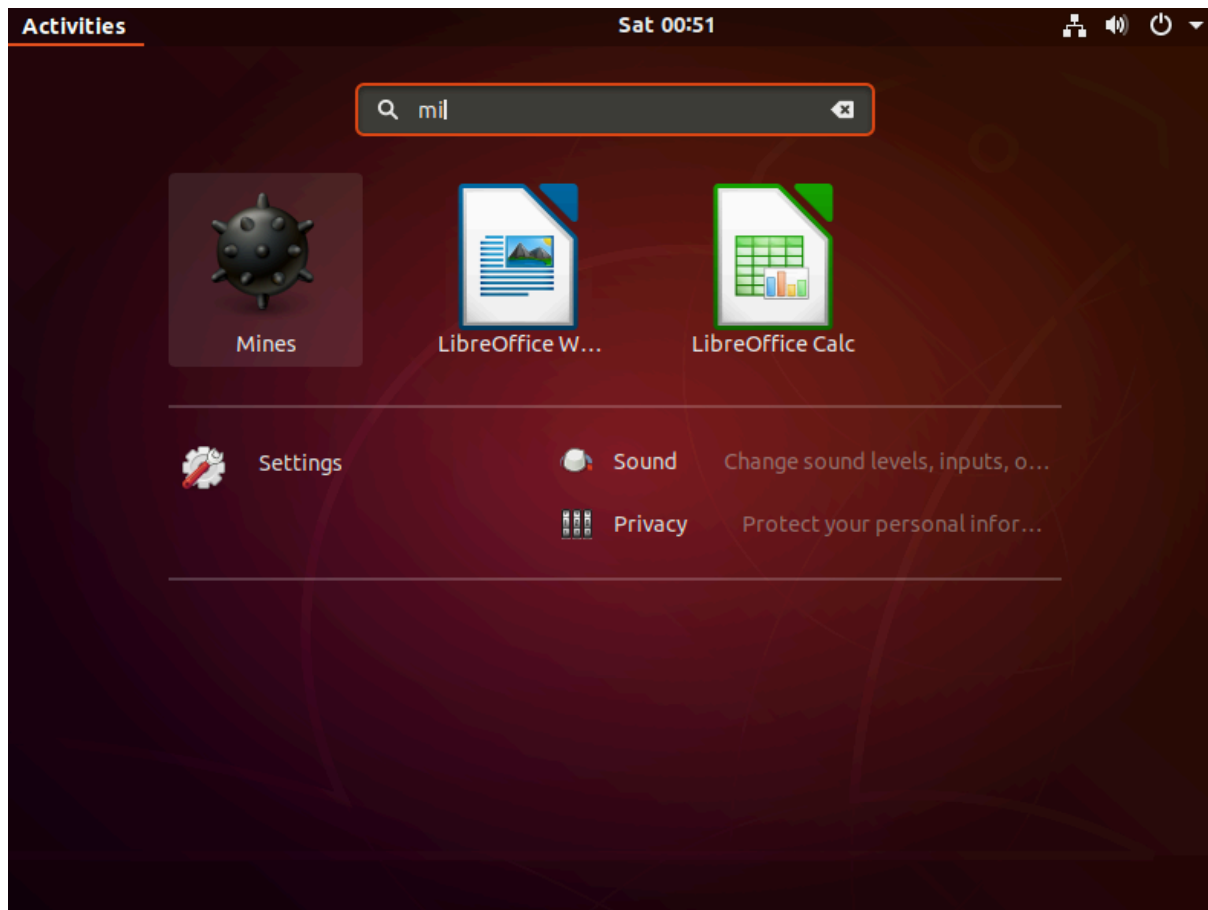 Activities Sat 00:51
mi
Mines LibreOffice W... LibreOffice Calc
Settings Sound Change sound levels, inputs, o...
Privacy Protect your personal infor...